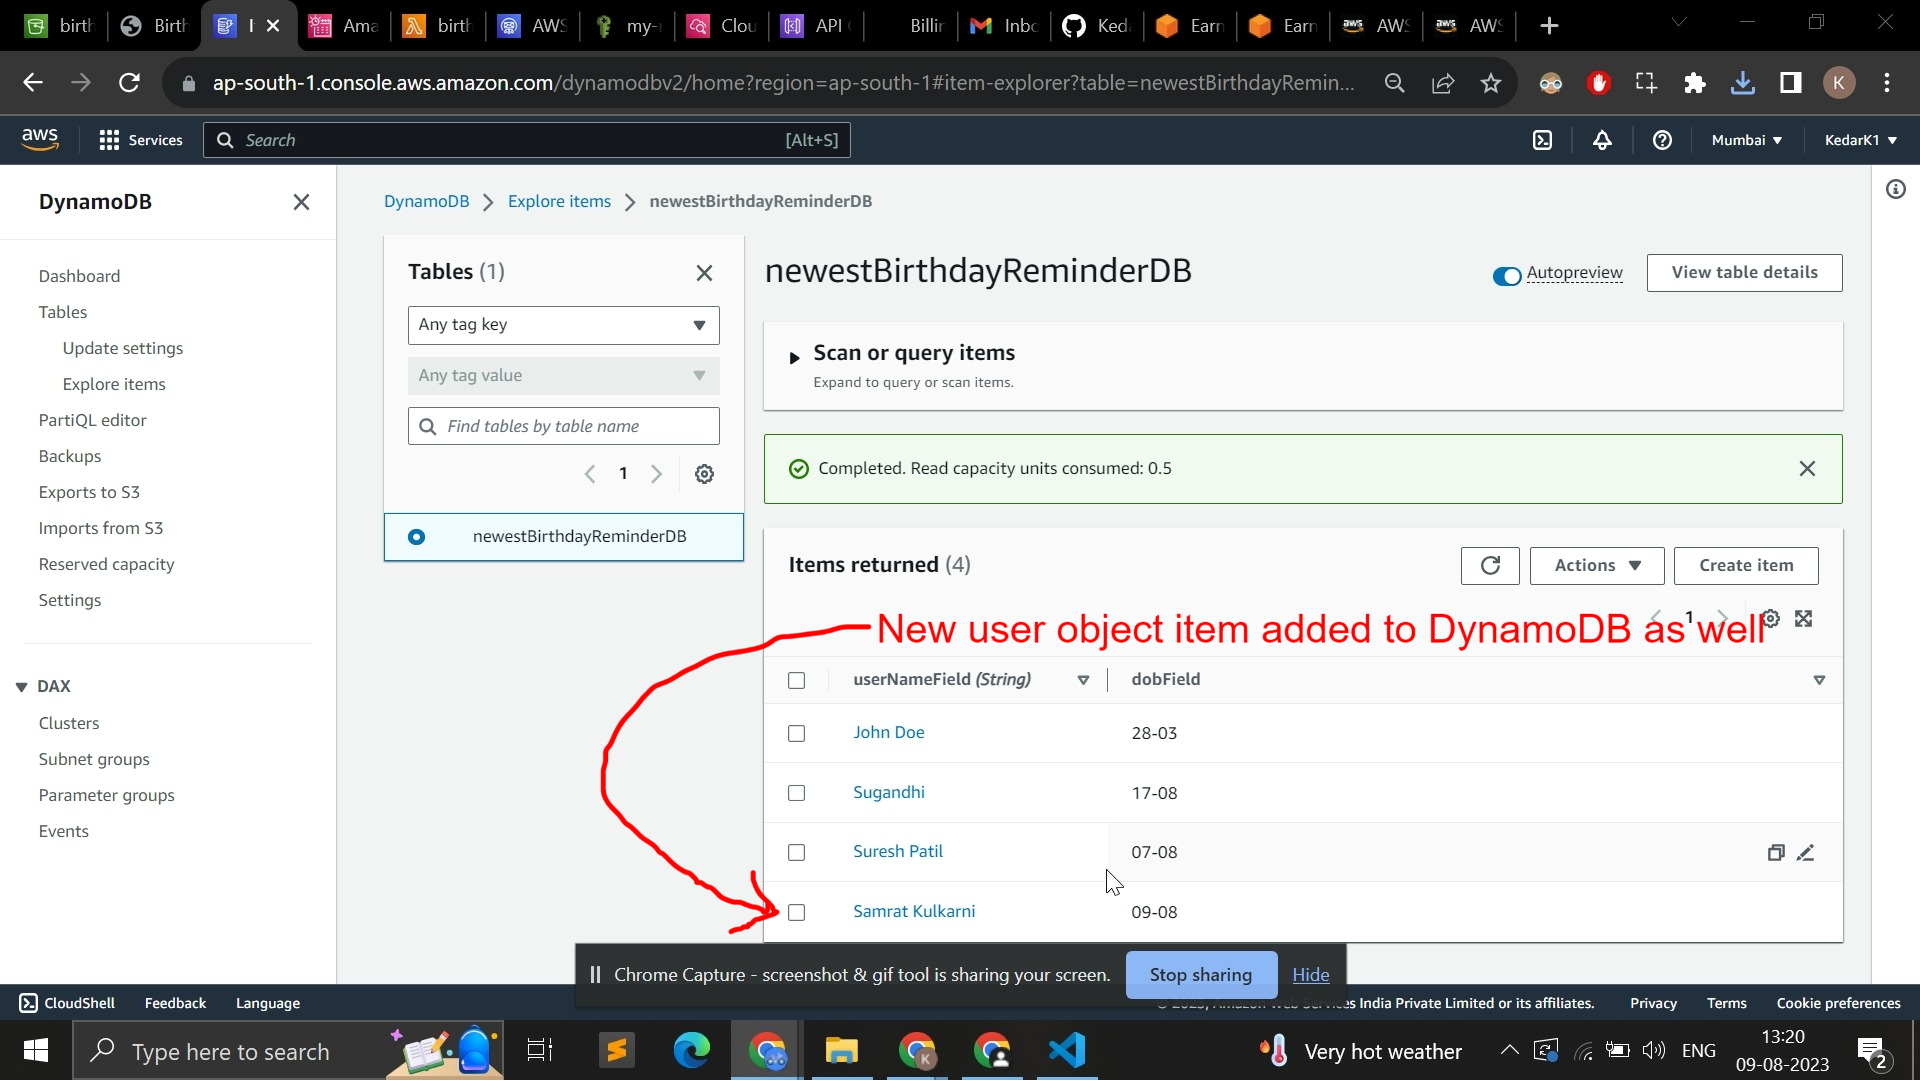 birth
Birth
I
Ama
birth
AWS
my-r
Clou
API
Billin
Inbo
Keda
Earn
Earn
AWS
AWS
ap-south-1.console.aws.amazon.com/dynamodbv2/home?region=ap-south-1#item-explorer?table=newestBirthdayRemin...
K
aws
Services
Search
[Alt+S]
Mumbai
KedarK1
DynamoDB
Dashboard
Tables
Update settings
Explore items
PartiQL editor
Backups
Exports to S3
Imports from S3
Reserved capacity
Settings
DAX
Clusters
Subnet groups
Parameter groups
Events
DynamoDB
Explore items
newestBirthdayReminderDB
Tables (1)
Any tag key
Any tag value
Find tables by table name
1
newestBirthdayReminderDB
newestBirthdayReminderDB
Autopreview
View table details
Scan or query items
Expand to query or scan items.
Completed. Read capacity units consumed: 0.5
Items returned (4)
Actions
Create item
New user object item added to DynamoDB as well
1
userNameField (String)
dobField
John Doe
28-03
Sugandhi
17-08
Suresh Patil
07-08
Samrat Kulkarni
09-08
Chrome Capture - screenshot & gif tool is sharing your screen.
Stop sharing
Hide
CloudShell
Feedback
Language
India Private Limited or its affiliates.
Privacy
Terms
Cookie preferences
Type here to search
K
Very hot weather
ENG
13:20
09-08-2023
2